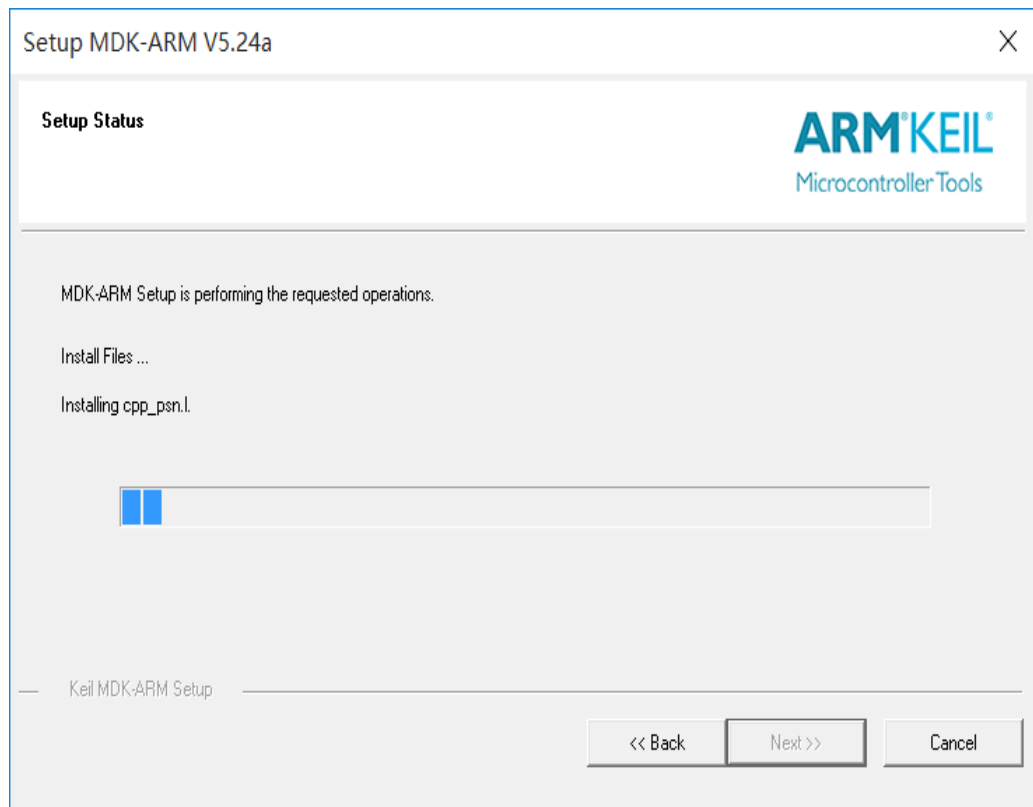 Setup MDK-ARM V5.24a
Setup Status
ARM®KEIL®
Microcontroller Tools
MDK-ARM Setup is performing the requested operations.
Install Files ...
Installing cpp_psn.l.
Keil MDK-ARM Setup
<< Back
Next >>
Cancel